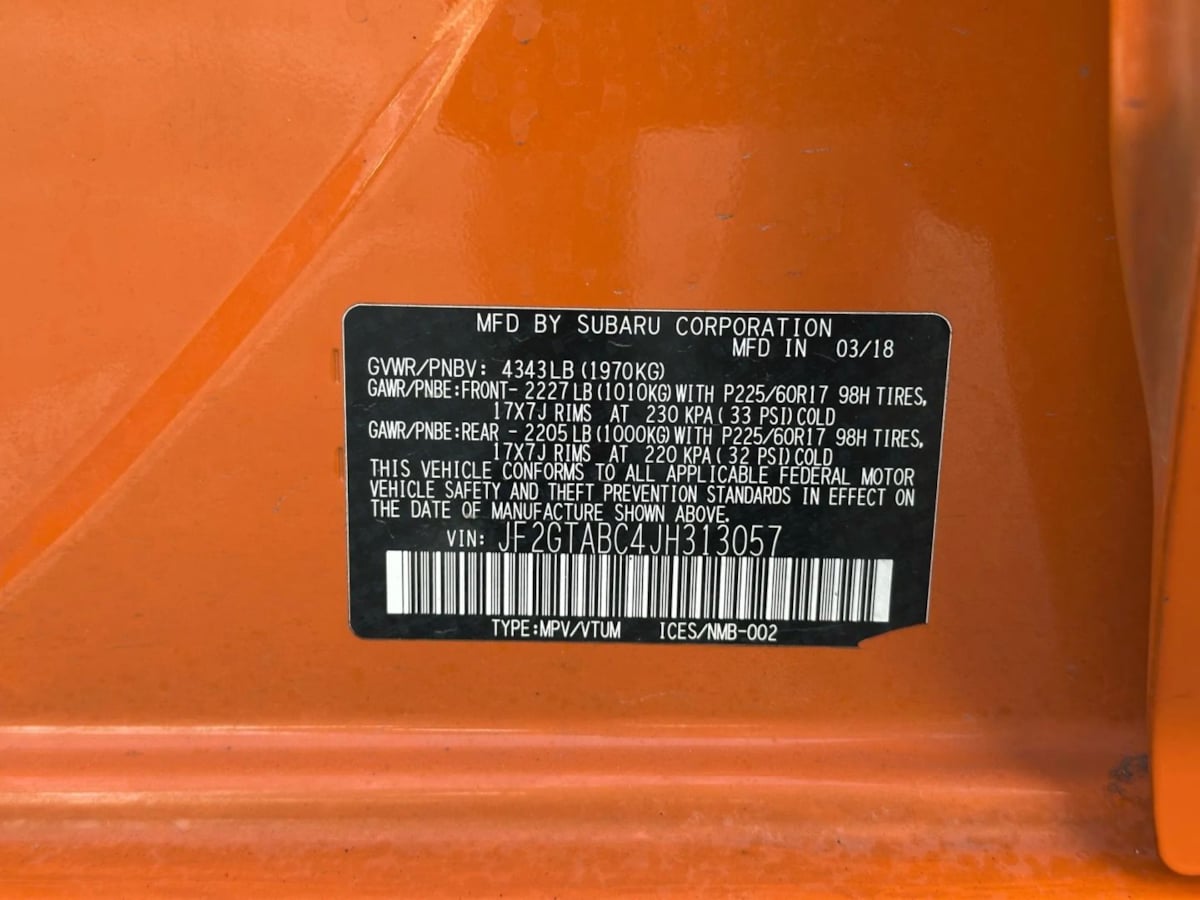 MFD BY SUBARU CORPORATION
MFD IN 03/18
GVWR/PNBV: 4343LB (1970KG)
GAWR/PNBE:FRONT- 2227 LB (1010KG) WITH P225/60R17 98H TIRES,
17X7J RIMS AT 230 KPA ( 33 PSI) COLD
GAWR/PNBE:REAR - 2205 LB (1000KG) WITH P225/60R17 98H TIRES,
17X7J RIMS AT 220 KPA ( 32 PSI) COLD
THIS VEHICLE CONFORMS TO ALL APPLICABLE FEDERAL MOTOR
VEHICLE SAFETY AND THEFT PREVENTION STANDARDS IN EFFECT ON
THE DATE OF MANUFACTURE SHOWN ABOVE.
VIN: JF2GTABC4JH313057
TYPE:MPV/VTUM ICES/NMB-002